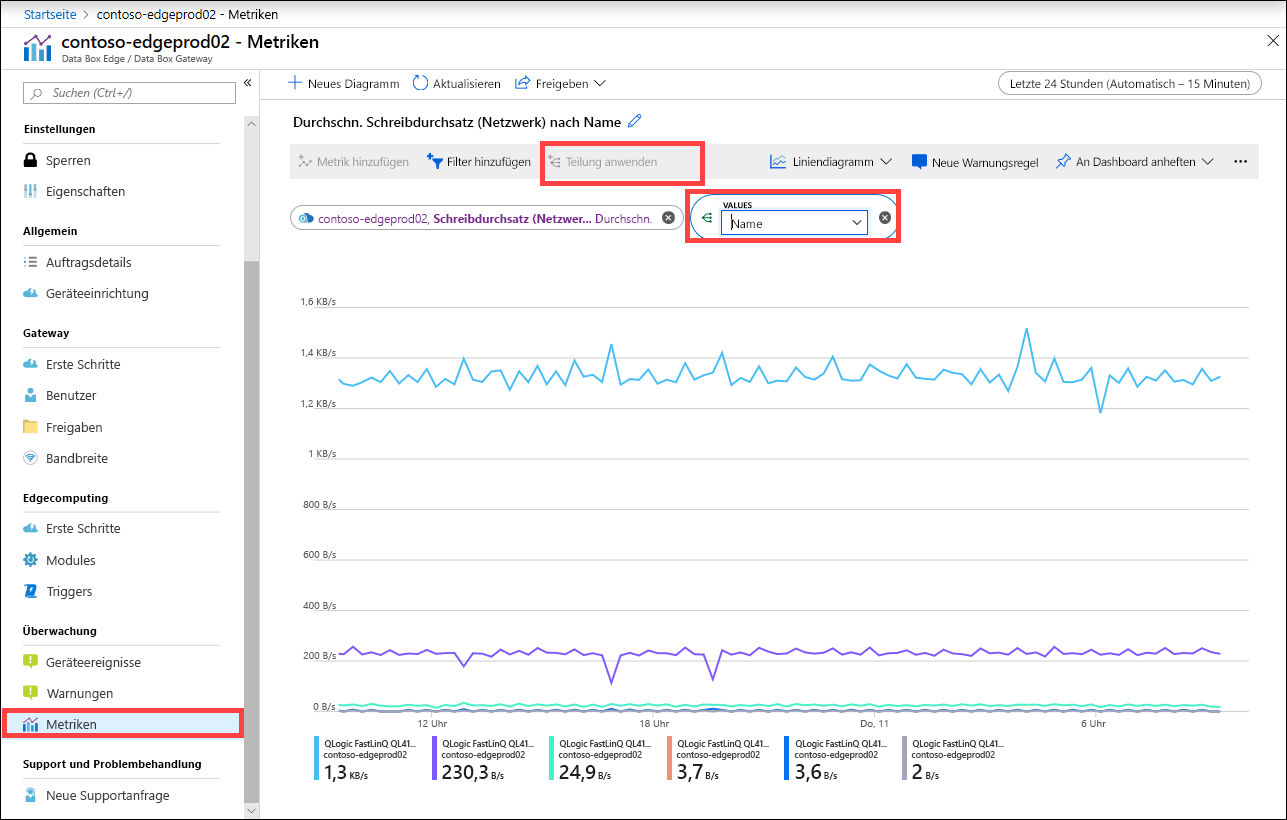 Startseite > contoso-edgeprod02 - Metriken
contoso-edgeprod02 - Metriken
Data Box Edge / Data Box Gateway
Suchen (Ctrl+/)
Einstellungen
Sperren
Eigenschaften
Allgemein
Auftragsdetails
Geräteeinrichtung
Gateway
Erste Schritte
Benutzer
Freigaben
Bandbreite
Edgecomputing
Erste Schritte
Modules
Triggers
Überwachung
Geräteereignisse
Warnungen
Metriken
Support und Problembehandlung
Neue Supportanfrage
Neues Diagramm Aktualisieren Freigeben Letzte 24 Stunden (Automatisch – 15 Minuten)
Durchschn. Schreibdurchsatz (Netzwerk) nach Name
Metrik hinzufügen Filter hinzufügen Teilung anwenden Liniendiagramm Neue Warnungsregel An Dashboard anheften
contoso-edgeprod02, Schreibdurchsatz (Netzwer... Durchschn.
VALUES
Name
1,6 KB/s
1,4 KB/s
1,2 KB/s
1 KB/s
800 B/s
600 B/s
400 B/s
200 B/s
0 B/s
12 Uhr 18 Uhr Do, 11 6 Uhr
QLogic FastLinQ QL41... QLogic FastLinQ QL41... QLogic FastLinQ QL41... QLogic FastLinQ QL41... QLogic FastLinQ QL41... QLogic FastLinQ QL41...
contoso-edgeprod02 contoso-edgeprod02 contoso-edgeprod02 contoso-edgeprod02 contoso-edgeprod02 contoso-edgeprod02
1,3 KB/s 230,3 B/s 24,9 B/s 3,7 B/s 3,6 B/s 2 B/s